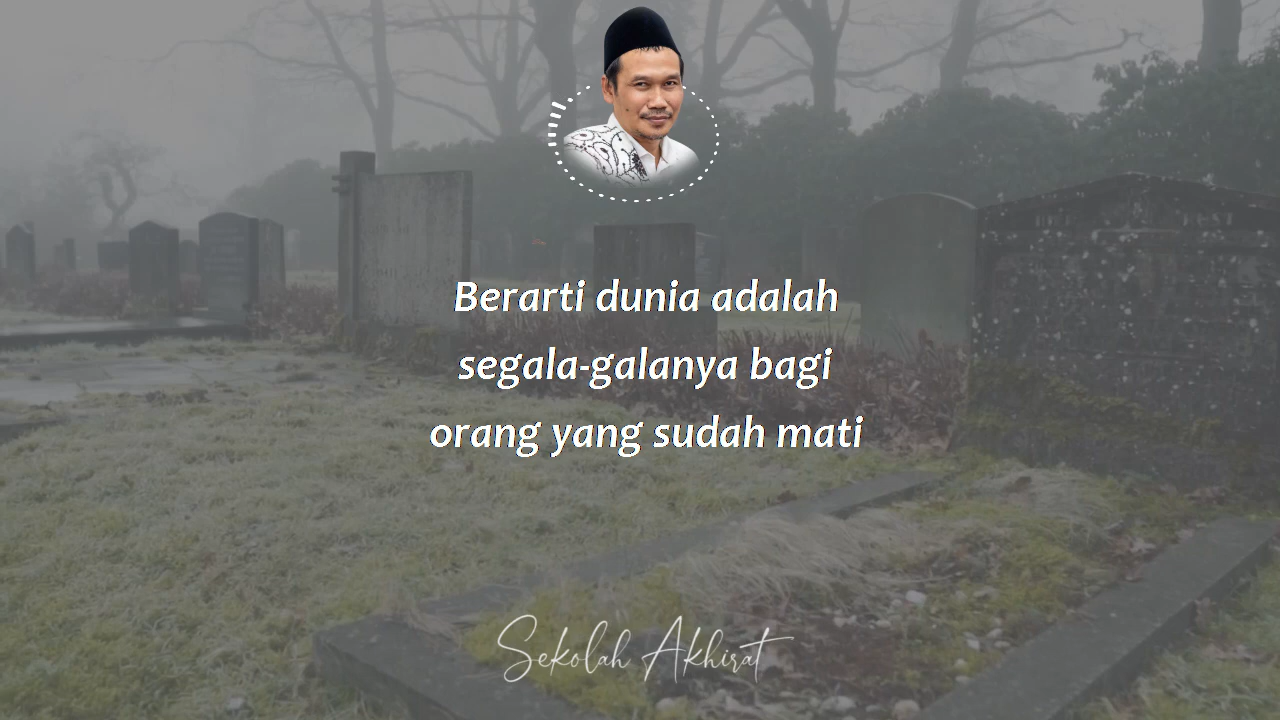 Berarti dunia adalah
segala-galanya bagi
orang yang sudah mati
Sekolah Akhirat